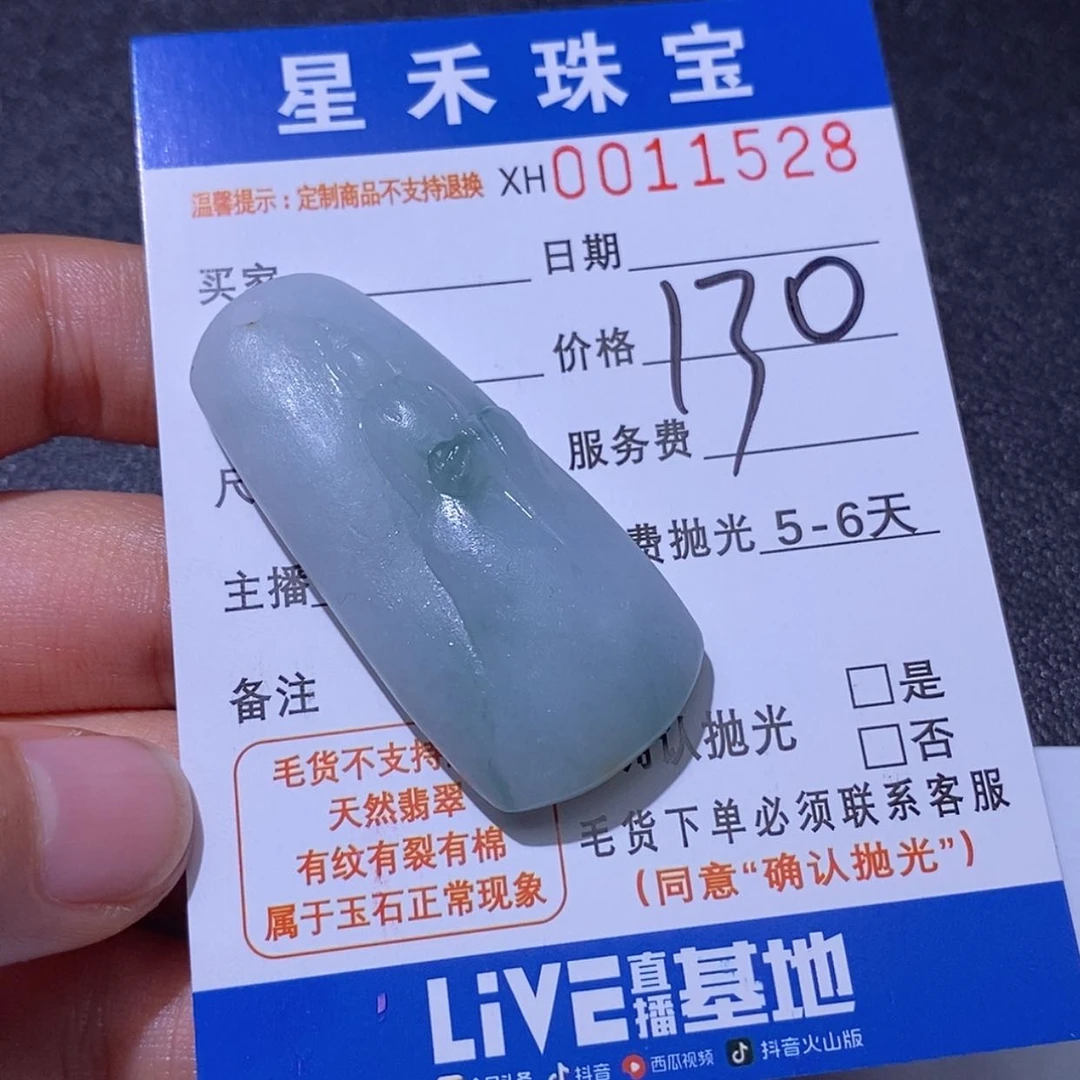 星禾珠宝
温馨提示：定制商品不支持退换 XH0011528
买家 日期
价格 130
服务费
费抛光 5-6天
主播
备注
是
认抛光
否
毛货不支持
天然翡翠
有纹有裂有棉
属于玉石正常现象
毛货下单必须联系客服
(同意“确认抛光”)
LiVE直播基地
抖音 西瓜视频 抖音火山版